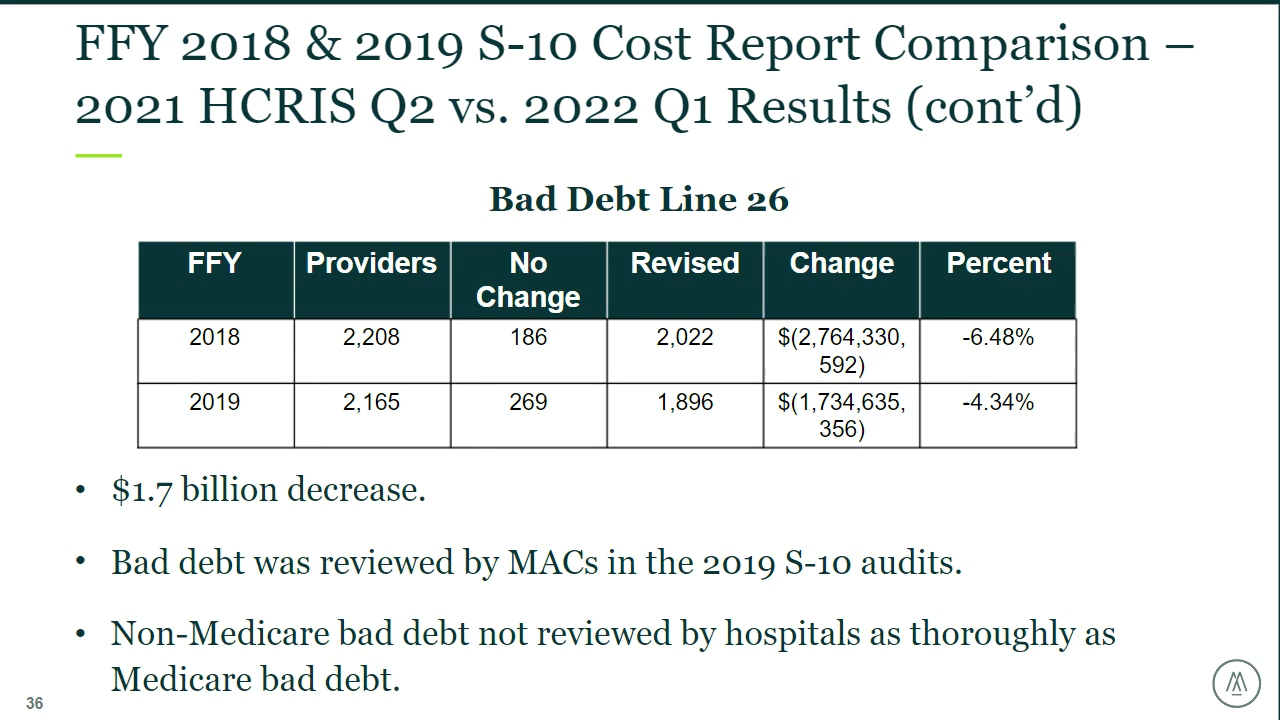 FFY 2018 & 2019 S-10 Cost Report Comparison –
2021 HCRIS Q2 vs. 2022 Q1 Results (cont’d)
Bad Debt Line 26
FFY Providers No Change Revised Change Percent
2018 2,208 186 2,022 $(2,764,330,592) -6.48%
2019 2,165 269 1,896 $(1,734,635,356) -4.34%
• $1.7 billion decrease.
• Bad debt was reviewed by MACs in the 2019 S-10 audits.
• Non-Medicare bad debt not reviewed by hospitals as thoroughly as
Medicare bad debt.
36